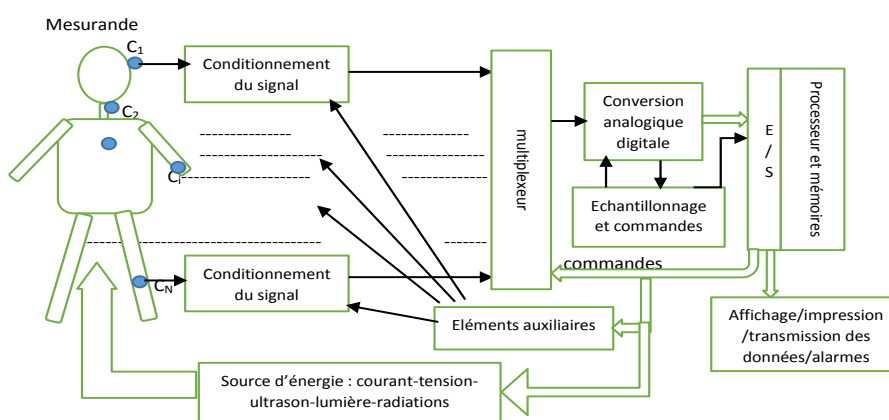 Mesurande
C₁
C₂
Cᵢ
C_N
Conditionnement
du signal
Conditionnement
du signal
multiplexeur
Conversion
analogique
digitale
Echantillonnage
et commandes
E
/
S
Processeur et mémoires
commandes
Eléments auxiliaires
Affichage/impression
/transmission des
données/alarmes
Source d’énergie : courant-tension-
ultrason-lumière-radiations